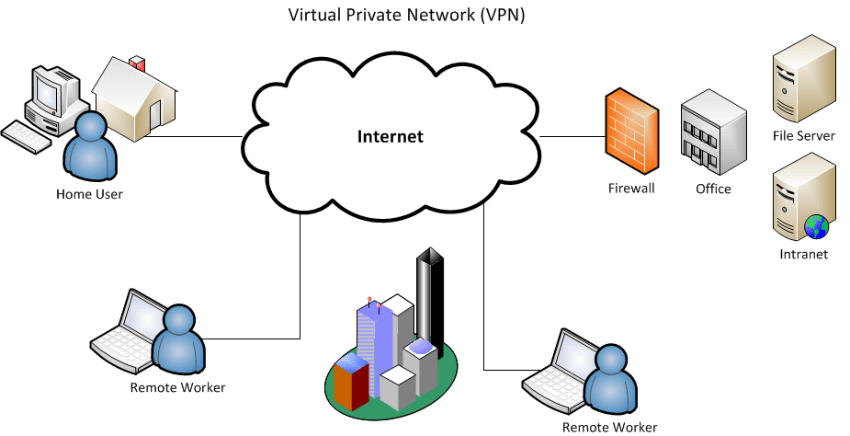 Virtual Private Network (VPN)
Internet
Home User
Firewall
Office
File Server
Intranet
Remote Worker
Remote Worker